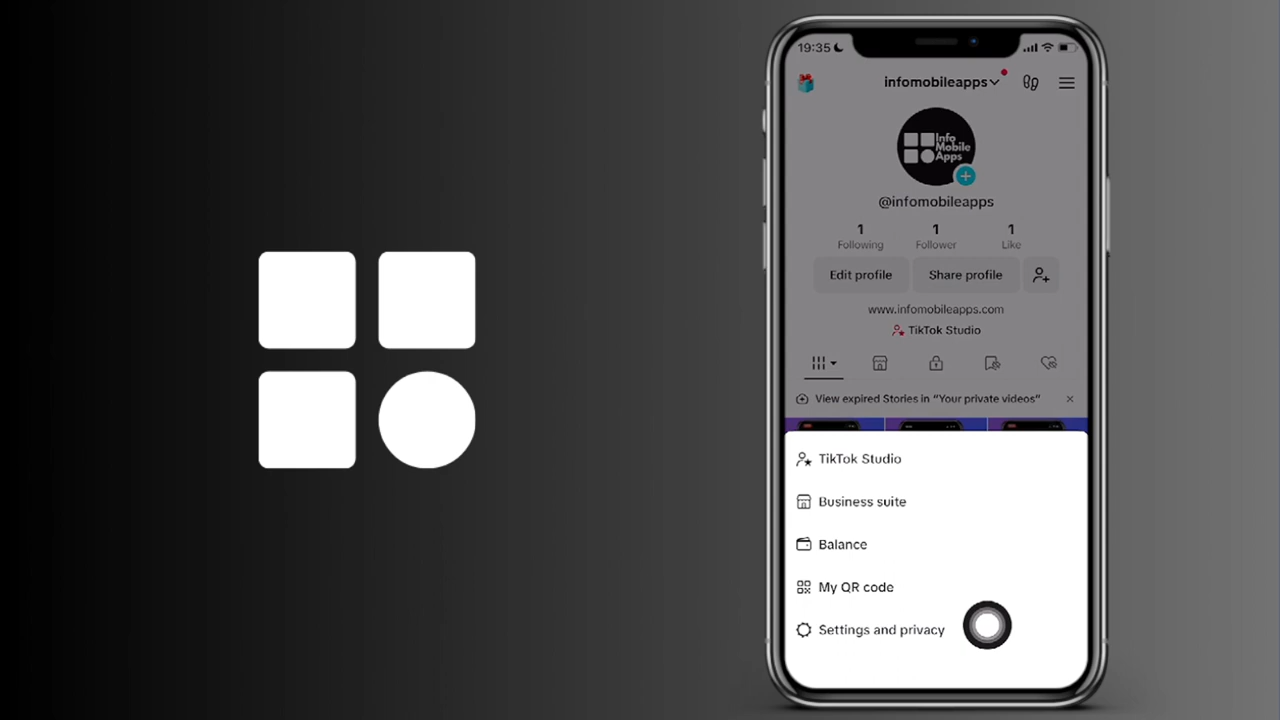 19:35
infomobileapps
Info
Mobile
Apps
@infomobileapps
1 1 1
Following Follower Like
Edit profile Share profile
www.infomobileapps.com
TikTok Studio
View expired Stories in “Your private videos”
TikTok Studio
Business suite
Balance
My QR code
Settings and privacy